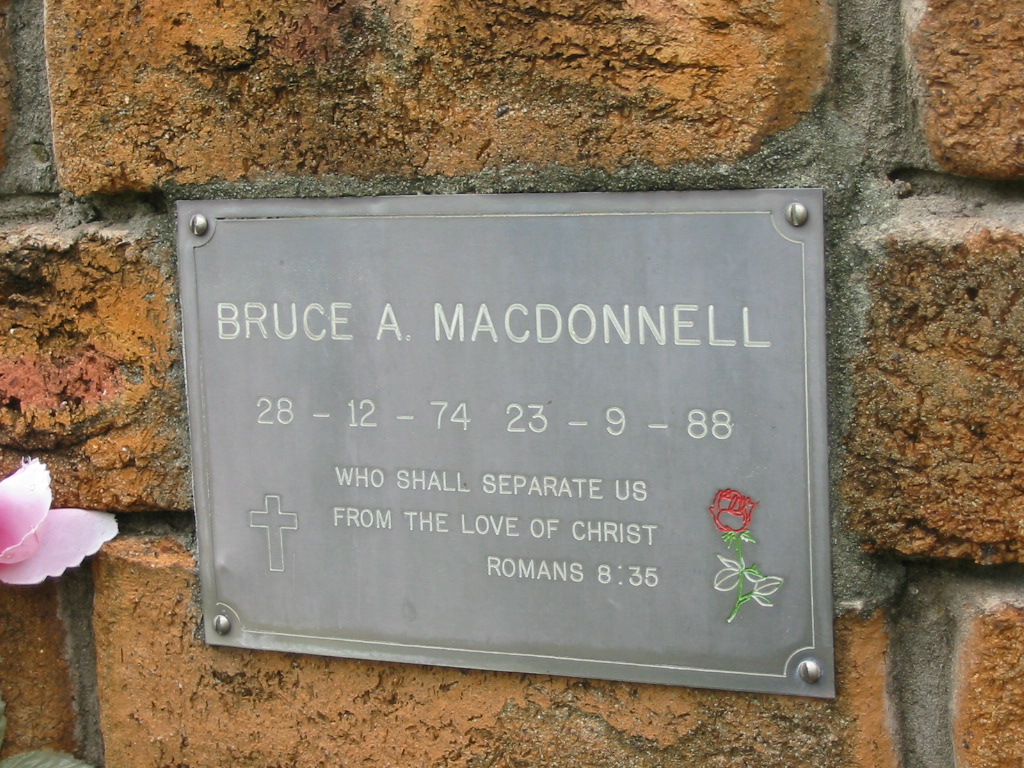 BRUCE A. MACDONNELL
28 - 12 - 74 23 - 9 - 88
WHO SHALL SEPARATE US
FROM THE LOVE OF CHRIST
ROMANS 8:35